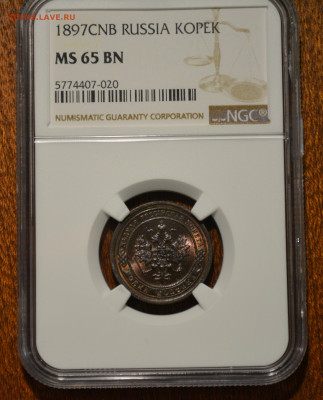 1897CNB RUSSIA KOPEK
MS 65 BN
5774407-020
NUMISMATIC GUARANTY CORPORATION
NGC